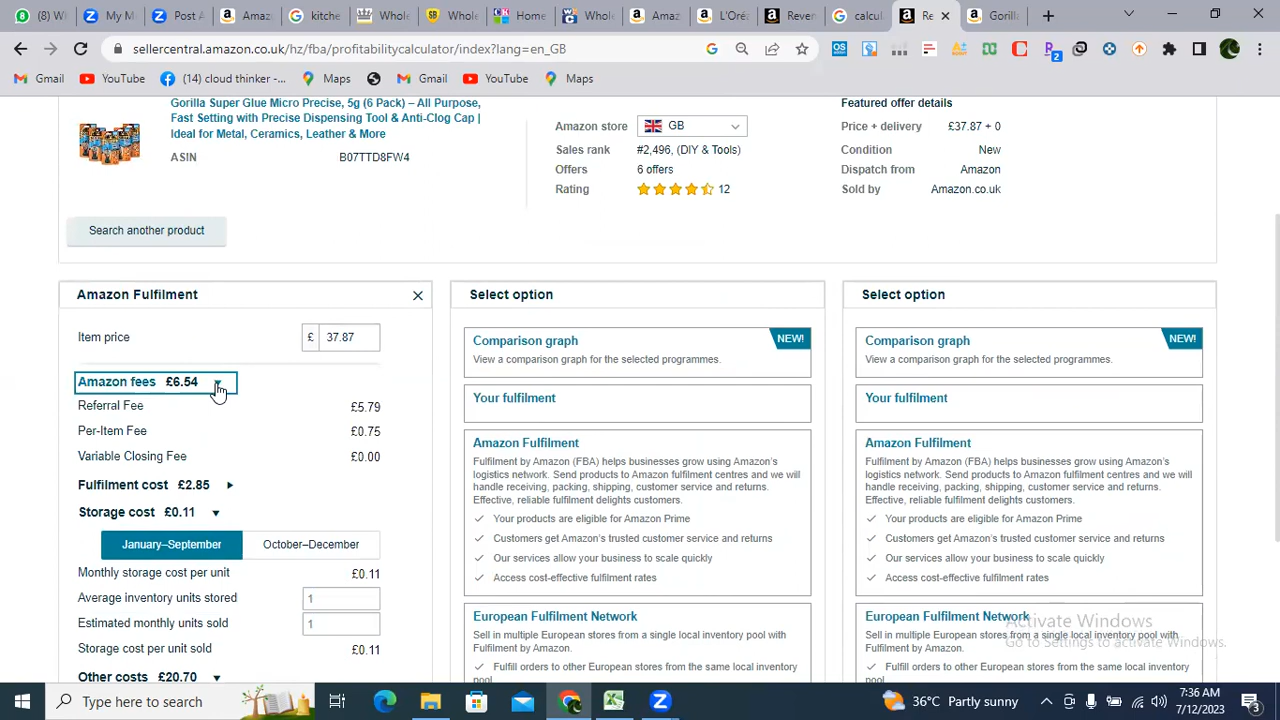 My M
Post A
Amaz
kitche
Whole
Whole
Home
Whole
Amaz
L'Oré
Rever
calcul
Re
Gorilla
sellercentral.amazon.co.uk/hz/fba/profitabilitycalculator/index?lang=en_GB
Gmail
YouTube
(14) cloud thinker -...
Maps
Gmail
YouTube
Maps
Gorilla Super Glue Micro Precise, 5g (6 Pack) – All Purpose,
Fast Setting with Precise Dispensing Tool & Anti-Clog Cap |
Ideal for Metal, Ceramics, Leather & More
ASIN B07TTD8FW4
Amazon store GB
Sales rank #2,496, (DIY & Tools)
Offers 6 offers
Rating 12
Featured offer details
Price + delivery £37.87 + 0
Condition New
Dispatch from Amazon
Sold by Amazon.co.uk
Search another product
Amazon Fulfilment
Item price £ 37.87
Amazon fees £6.54
Referral Fee £5.79
Per-Item Fee £0.75
Variable Closing Fee £0.00
Fulfilment cost £2.85
Storage cost £0.11
January–September October–December
Monthly storage cost per unit £0.11
Average inventory units stored 1
Estimated monthly units sold 1
Storage cost per unit sold £0.11
Other costs £20.70
Select option
Comparison graph NEW!
View a comparison graph for the selected programmes.
Your fulfilment
Amazon Fulfilment
Fulfilment by Amazon (FBA) helps businesses grow using Amazon's
logistics network. Send products to Amazon fulfilment centres and we will
handle receiving, packing, shipping, customer service and returns.
Effective, reliable fulfilment delights customers.
Your products are eligible for Amazon Prime
Customers get Amazon's trusted customer service and returns
Our services allow your business to scale quickly
Access cost-effective fulfilment rates
European Fulfilment Network
Sell in multiple European stores from a single local inventory pool with
Fulfilment by Amazon.
Fulfil orders to other European stores from the same local inventory
pool
Select option
Comparison graph NEW!
View a comparison graph for the selected programmes.
Your fulfilment
Amazon Fulfilment
Fulfilment by Amazon (FBA) helps businesses grow using Amazon's
logistics network. Send products to Amazon fulfilment centres and we will
handle receiving, packing, shipping, customer service and returns.
Effective, reliable fulfilment delights customers.
Your products are eligible for Amazon Prime
Customers get Amazon's trusted customer service and returns
Our services allow your business to scale quickly
Access cost-effective fulfilment rates
European Fulfilment Network
Sell in multiple European stores from a single local inventory pool with
Fulfilment by Amazon.
Fulfil orders to other European stores from the same local inventory
pool
Activate Windows
Go to Settings to activate Windows.
Type here to search
36°C Partly sunny
7:36 AM
7/12/2023
3